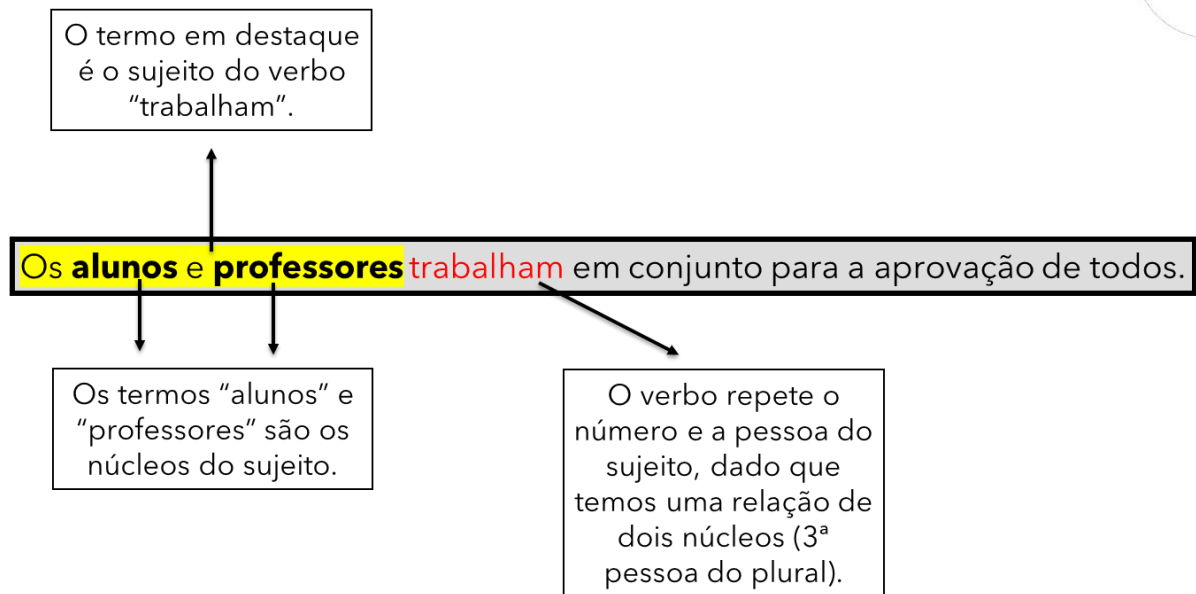 O termo em destaque
é o sujeito do verbo
“trabalham”.
Os alunos e professores trabalham em conjunto para a aprovação de todos.
Os termos “alunos” e
“professores” são os
núcleos do sujeito.
O verbo repete o
número e a pessoa do
sujeito, dado que
temos uma relação de
dois núcleos (3ª
pessoa do plural).